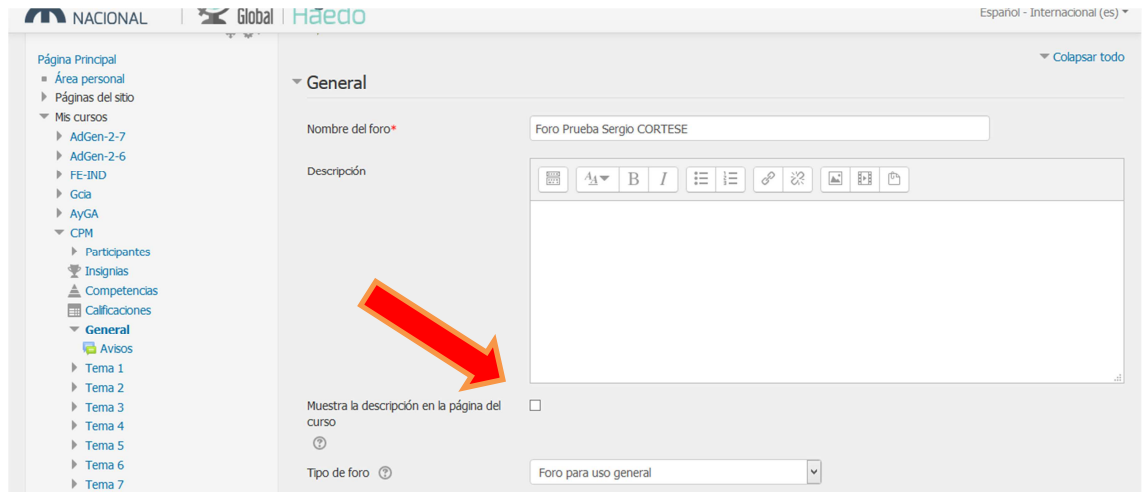 NACIONAL
Global
Haedo
Español - Internacional (es)
Página Principal
Área personal
Páginas del sitio
Mis cursos
AdGen-2-7
AdGen-2-6
FE-IND
Gcia
AyGA
CPM
Participantes
Insignias
Competencias
Calificaciones
General
Avisos
Tema 1
Tema 2
Tema 3
Tema 4
Tema 5
Tema 6
Tema 7
Colapsar todo
General
Nombre del foro*
Foro Prueba Sergio CORTESE
Descripción
B I
Muestra la descripción en la página del
curso
Tipo de foro
Foro para uso general